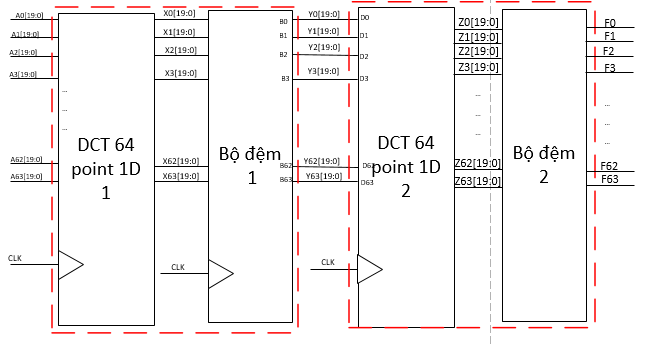 A0[19:0]
A1[19:0]
A2[19:0]
A3[19:0]
...
...
...
A62[19:0]
A63[19:0]
CLK
DCT 64
point 1D
1
X0[19:0]
X1[19:0]
X2[19:0]
X3[19:0]
X62[19:0]
X63[19:0]
CLK
Bộ đệm
1
B0
B1
B2
B3
B62
B63
Y0[19:0]
Y1[19:0]
Y2[19:0]
Y3[19:0]
Y62[19:0]
Y63[19:0]
CLK
D0
D1
D2
D3
D63
DCT 64
point 1D
2
Z0[19:0]
Z1[19:0]
Z2[19:0]
Z3[19:0]
...
...
...
Z62[19:0]
Z63[19:0]
Bộ đệm
2
F0
F1
F2
F3
...
...
...
F62
F63